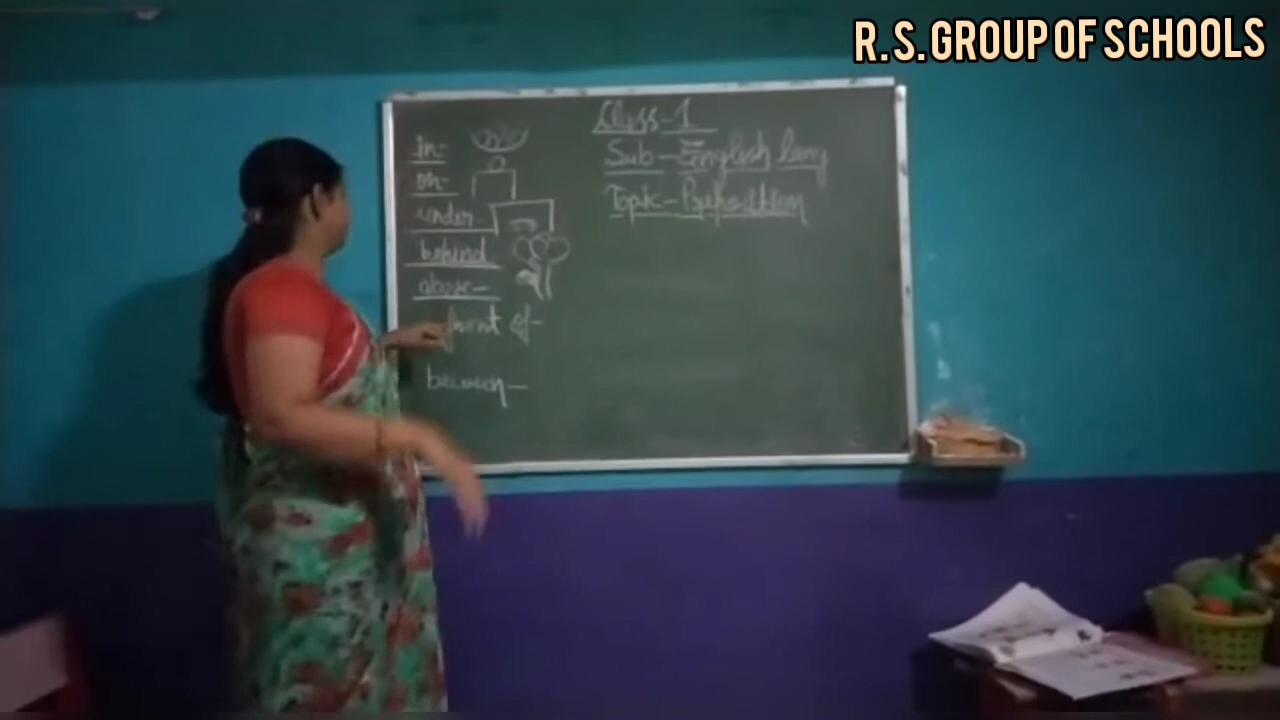 R.S. GROUP OF SCHOOLS
Class-1
Sub-English lang
Topic-Preposition
in-
on-
under-
behind
above-
front of-
between-